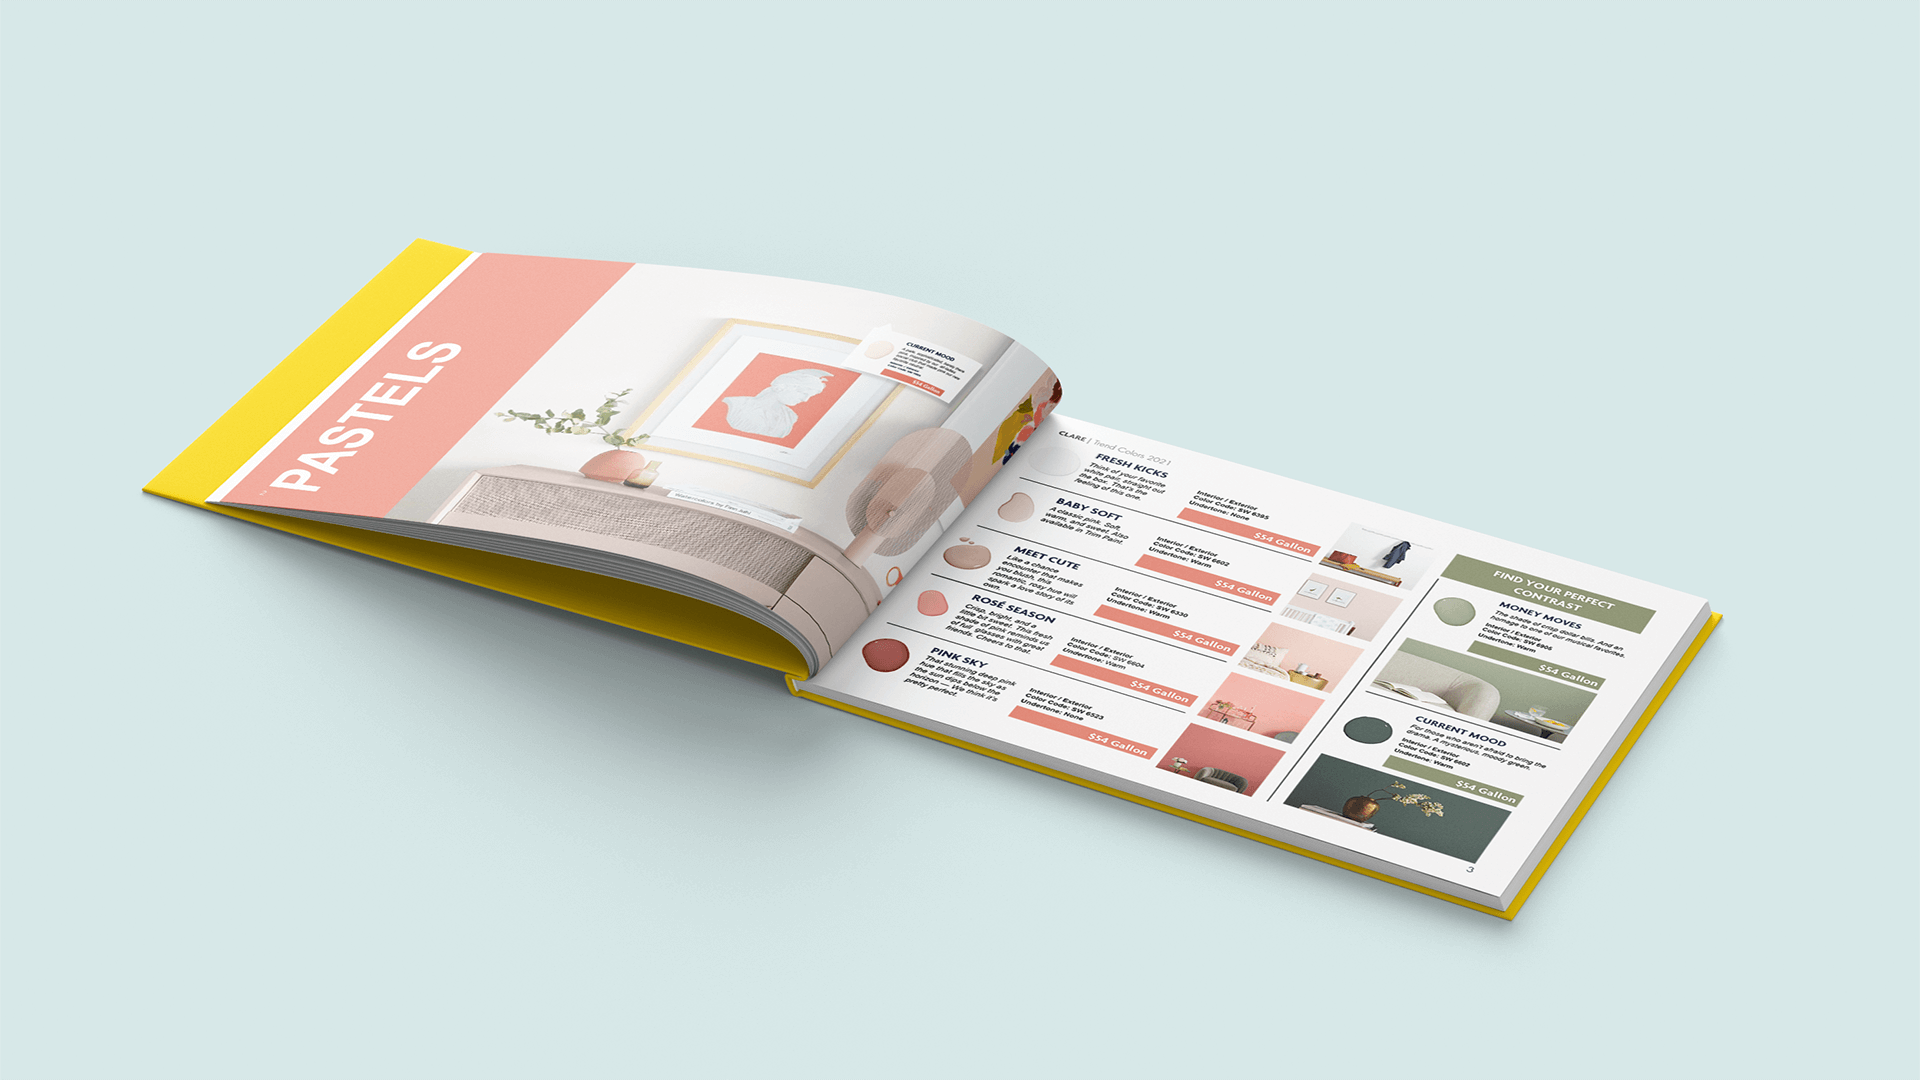 PASTELS
CURRENT MOOD
$54 Gallon
CLARE | Trend Colors 2021
FRESH KICKS
Think of your favorite
white pair, straight out
the box. That's the
feeling of this one.
Interior / Exterior
Color Code: SW 6395
Undertone: None
$54 Gallon
BABY SOFT
A classic pink. Soft,
warm, and sweet. Also
available in Trim Paint.
Interior / Exterior
Color Code: SW 6602
Undertone: Warm
$54 Gallon
MEET CUTE
Like a chance
encounter that makes
you blush, this
romantic, rosy hue will
spark a love story of its
own.
Interior / Exterior
Color Code: SW 6330
Undertone: Warm
$54 Gallon
ROSÉ SEASON
Crisp, bright, and a
little bit sweet. This fresh
shade of pink reminds us
of full glasses with great
friends. Cheers to that.
Interior / Exterior
Color Code: SW 6604
Undertone: Warm
$54 Gallon
PINK SKY
That stunning deep pink
hue that fills the sky as
the sun dips below the
horizon — We think it's
pretty perfect.
Interior / Exterior
Color Code: SW 6523
Undertone: None
$54 Gallon
FIND YOUR PERFECT
CONTRAST
MONEY MOVES
The shade of crisp dollar bills. And an
homage to one of our musical favorites.
Interior / Exterior
Color Code: SW 6905
Undertone: Warm
$54 Gallon
CURRENT MOOD
For those who aren't afraid to bring the
drama. A mysterious, moody green.
Interior / Exterior
Color Code: SW 6602
Undertone: Warm
$54 Gallon
3